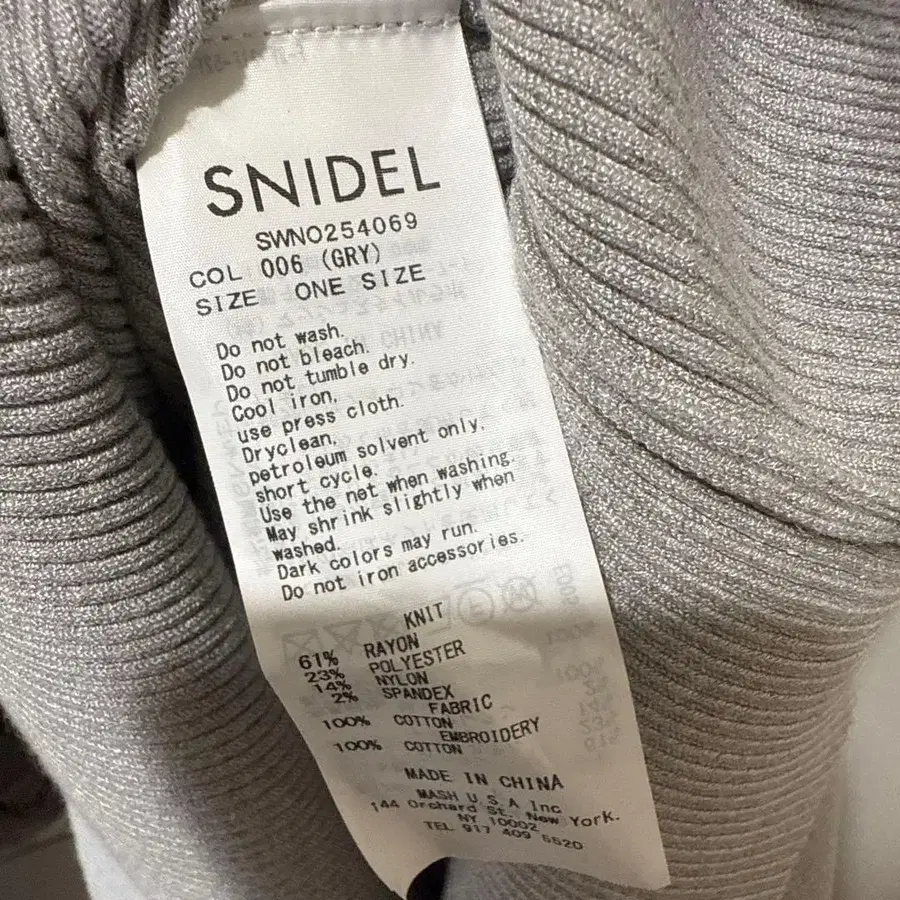 SNIDEL
SWNO254069
COL 006 (GRY)
SIZE ONE SIZE
Do not wash.
Do not bleach.
Do not tumble dry.
Cool iron.
use press cloth.
Dryclean.
petroleum solvent only.
short cycle.
Use the net when washing.
May shrink slightly when
washed.
Dark colors may run.
Do not iron accessories.
KNIT
61% RAYON
23% POLYESTER
14% NYLON
2% SPANDEX
FABRIC
100% COTTON
EMBROIDERY
100% COTTON
MADE IN CHINA
MASH U.S.A Inc
144 Orchard St. New York.
NY 10002
TEL 917 409 5520